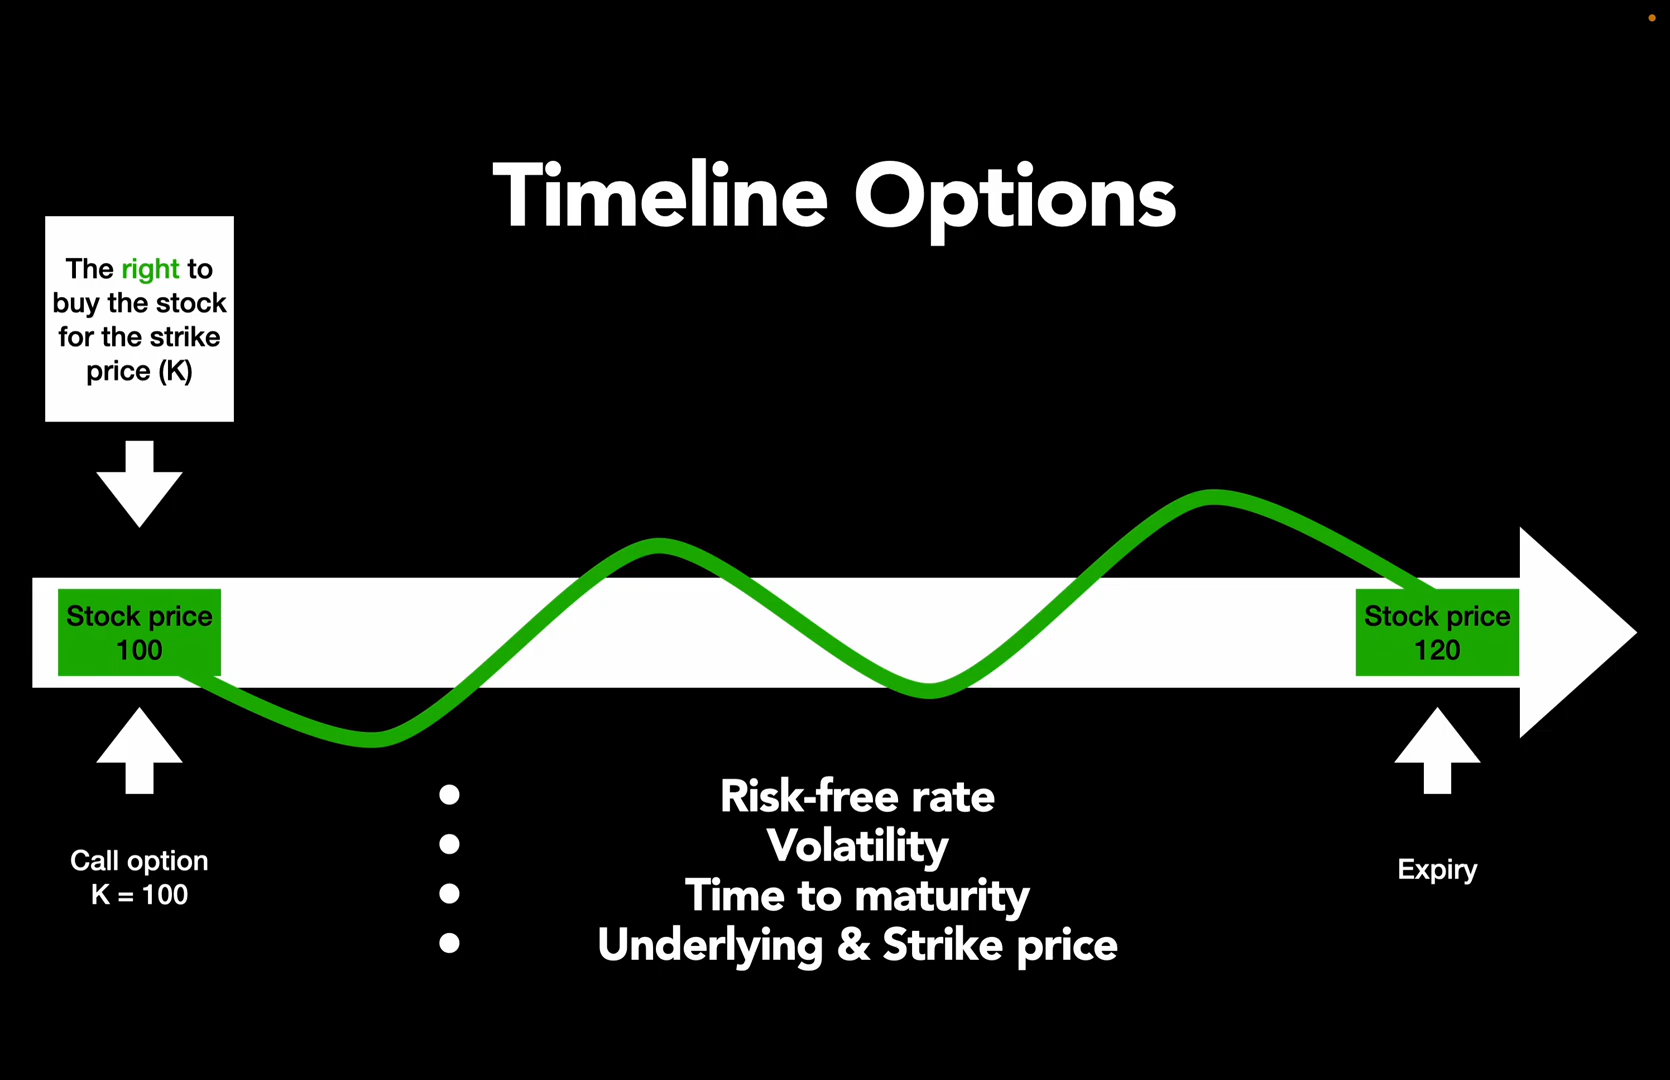 Timeline Options
The right to
buy the stock
for the strike
price (K)
Stock price
100
Stock price
120
Call option
K = 100
• Risk-free rate
• Volatility
• Time to maturity
• Underlying & Strike price
Expiry